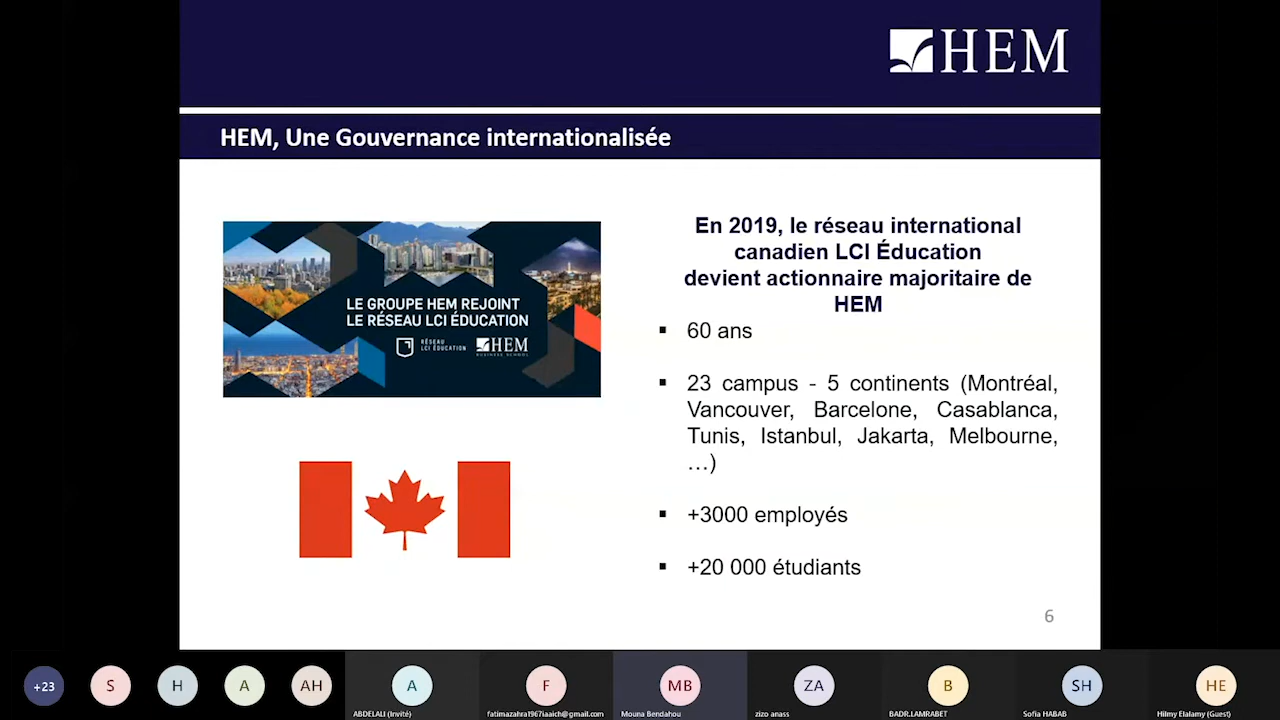 HEM
HEM, Une Gouvernance internationalisée
LE GROUPE HEM REJOINT
LE RÉSEAU LCI ÉDUCATION
RÉSEAU
LCI ÉDUCATION
HEM
BUSINESS SCHOOL
En 2019, le réseau international
canadien LCI Éducation
devient actionnaire majoritaire de
HEM
▪ 60 ans
▪ 23 campus - 5 continents (Montréal,
Vancouver, Barcelone, Casablanca,
Tunis, Istanbul, Jakarta, Melbourne,
…)
▪ +3000 employés
▪ +20 000 étudiants
6
+23
S
H
A
AH
A
ABDELALI (Invité)
F
fatimazahra1967iaaich@gmail.com
MB
Mouna Bendahou
ZA
zizo anass
B
BADR.LAMRABET
SH
Sofia HABAB
HE
Hilmy Elalamy (Guest)